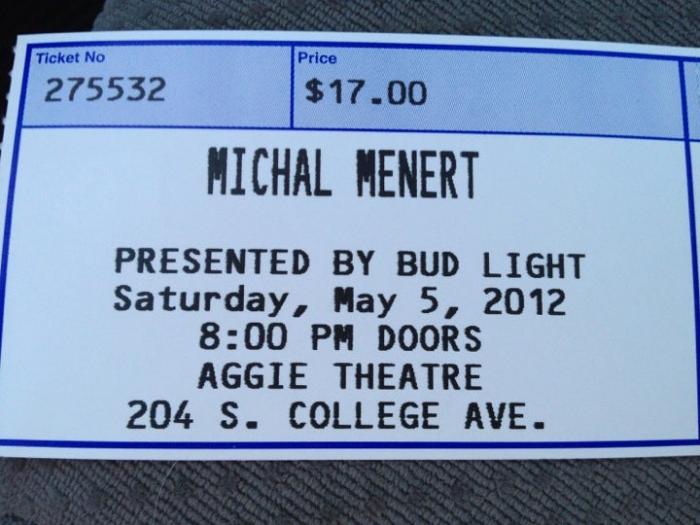 Ticket No
Price
275532
$17.00
MICHAL MENERT
PRESENTED BY BUD LIGHT
Saturday, May 5, 2012
8:00 PM DOORS
AGGIE THEATRE
204 S. COLLEGE AVE.